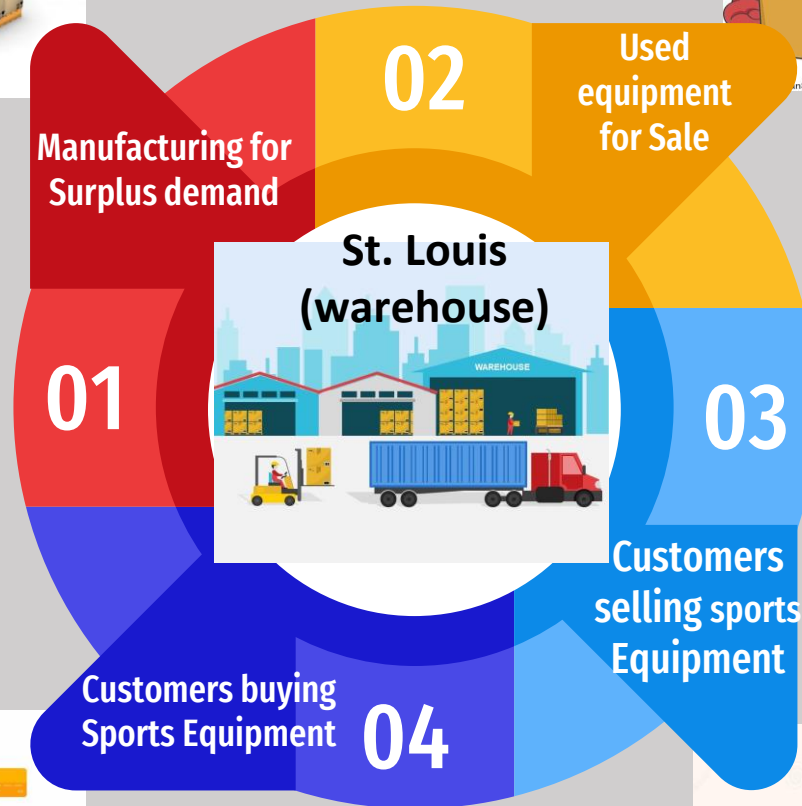 02
Used
equipment
for Sale
Manufacturing for
Surplus demand
St. Louis
(warehouse)
WAREHOUSE
01
03
Customers
selling sports
Equipment
Customers buying
Sports Equipment
04